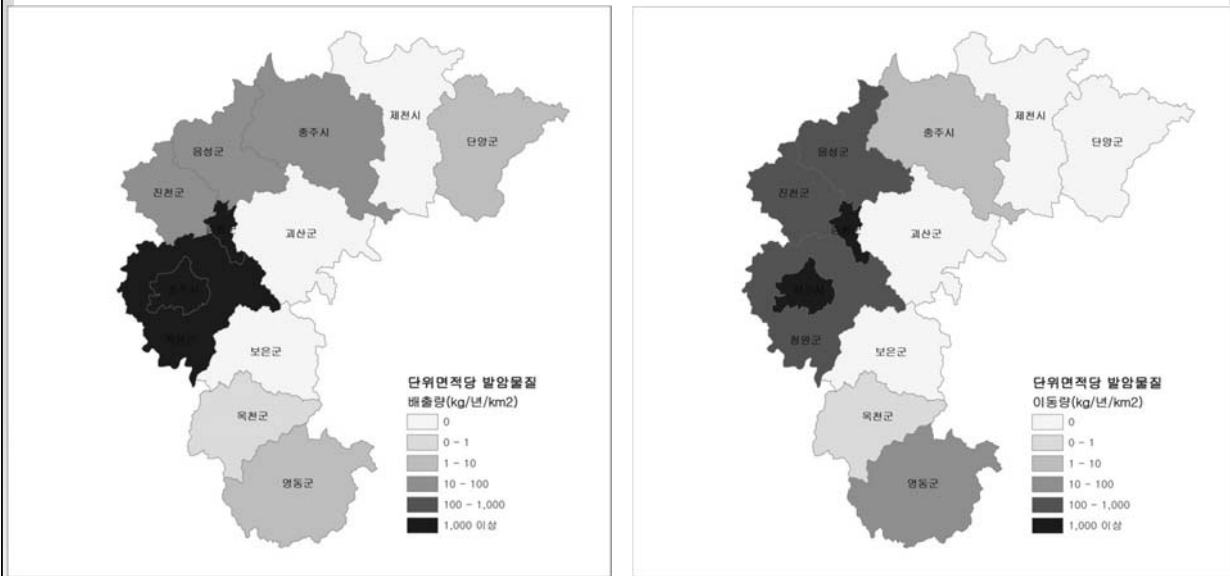 제천시
충주시
단양군
음성군
진천군
괴산군
보은군
옥천군
영동군
단위면적당 발암물질
배출량(kg/년/km2)
0
0 - 1
1 - 10
10 - 100
100 - 1,000
1,000 이상
제천시
충주시
단양군
음성군
진천군
괴산군
청원군
보은군
옥천군
영동군
단위면적당 발암물질
이동량(kg/년/km2)
0
0 - 1
1 - 10
10 - 100
100 - 1,000
1,000 이상